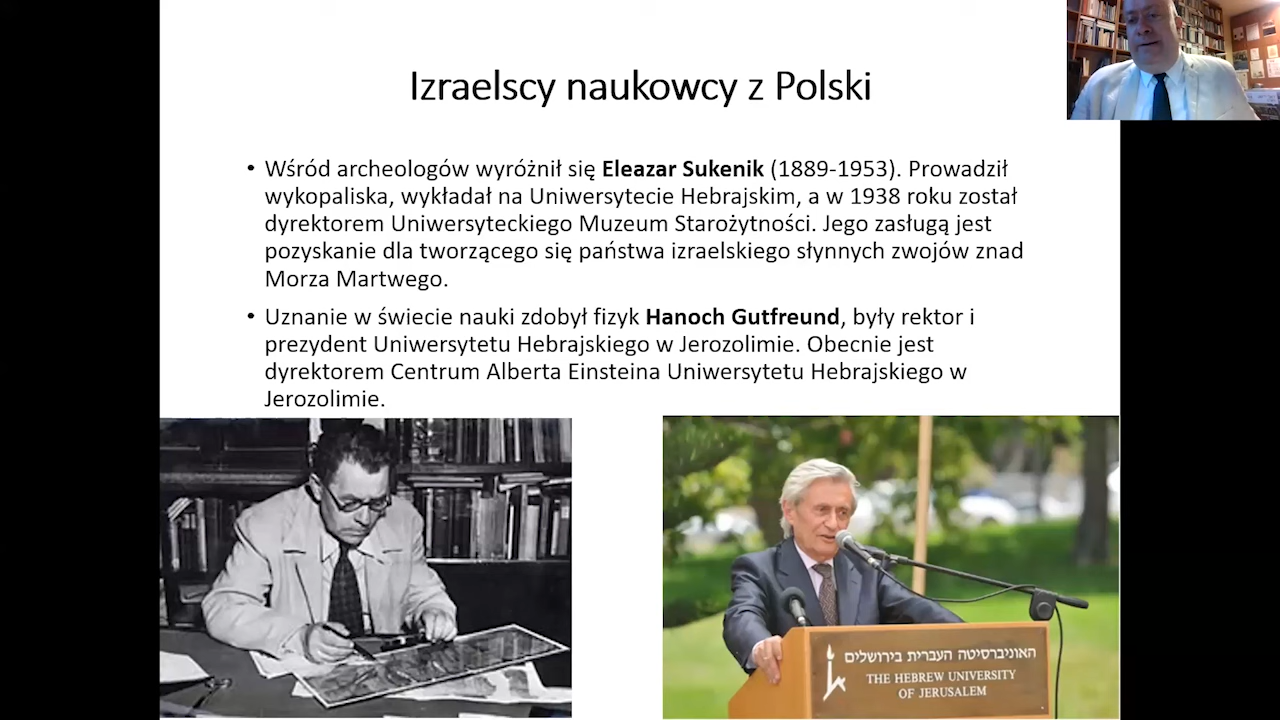 Izraelscy naukowcy z Polski
• Wśród archeologów wyróżnił się Eleazar Sukenik (1889-1953). Prowadził
wykopaliska, wykładał na Uniwersytecie Hebrajskim, a w 1938 roku został
dyrektorem Uniwersyteckiego Muzeum Starożytności. Jego zasługą jest
pozyskanie dla tworzącego się państwa izraelskiego słynnych zwojów znad
Morza Martwego.
• Uznanie w świecie nauki zdobył fizyk Hanoch Gutfreund, były rektor i
prezydent Uniwersytetu Hebrajskiego w Jerozolimie. Obecnie jest
dyrektorem Centrum Alberta Einsteina Uniwersytetu Hebrajskiego w
Jerozolimie.
האוניברסיטה העברית בירושלים
THE HEBREW UNIVERSITY
OF JERUSALEM